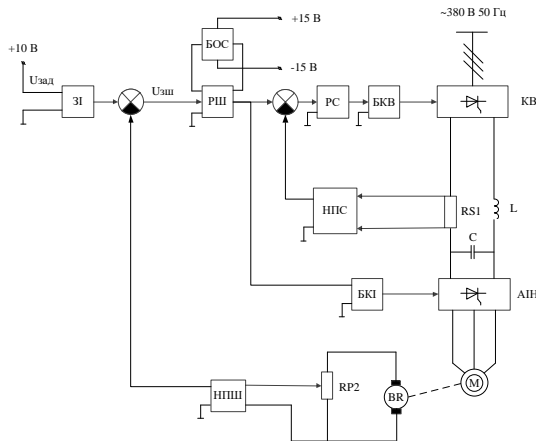 ~380 В 50 Гц
+15 В
+10 В
БОС
-15 В
Uзад
Uзш
ЗІ
РШ
РС
БКВ
КВ
НПС
RS1
L
C
БКІ
АІН
НПШ
RP2
BR
М